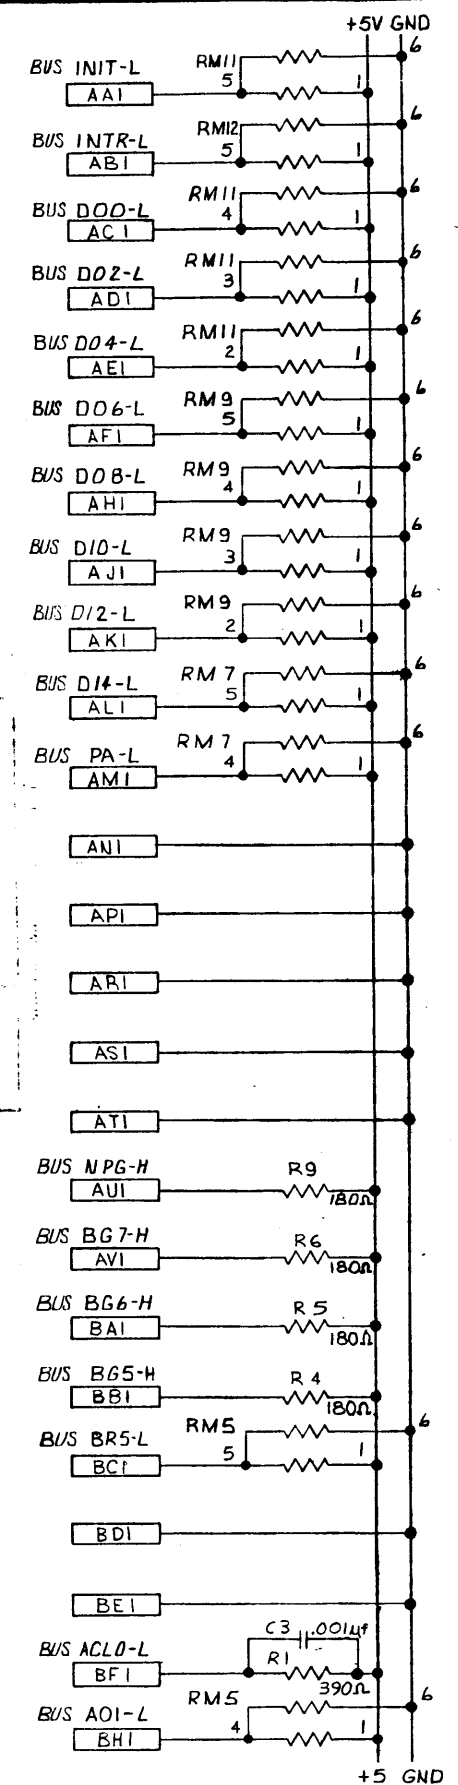 +5V GND
BUS INIT-L RM11 6
AA1 5 1
BUS INTR-L RM12 6
AB1 5 1
BUS D00-L RM11 6
AC1 4 1
BUS D02-L RM11 6
AD1 3 1
BUS D04-L RM11 6
AE1 2 1
BUS D06-L RM9 6
AF1 5 1
BUS D08-L RM9 6
AH1 4 1
BUS D10-L RM9 6
AJ1 3 1
BUS D12-L RM9 6
AK1 2 1
BUS D14-L RM7 6
AL1 5 1
BUS PA-L RM7 6
AM1 4 1
AN1
AP1
AR1
AS1
AT1
BUS NPG-H R9
AU1 180Ω
BUS BG7-H R6
AV1 180Ω
BUS BG6-H R5
BA1 180Ω
BUS BG5-H R4
BB1 180Ω
BUS BR5-L RM5 6
BC1 5 1
BD1
BE1
C3 .001µf
BUS ACLO-L R1
BF1 390Ω
BUS A01-L RM5 6
BH1 4 1
+5 GND